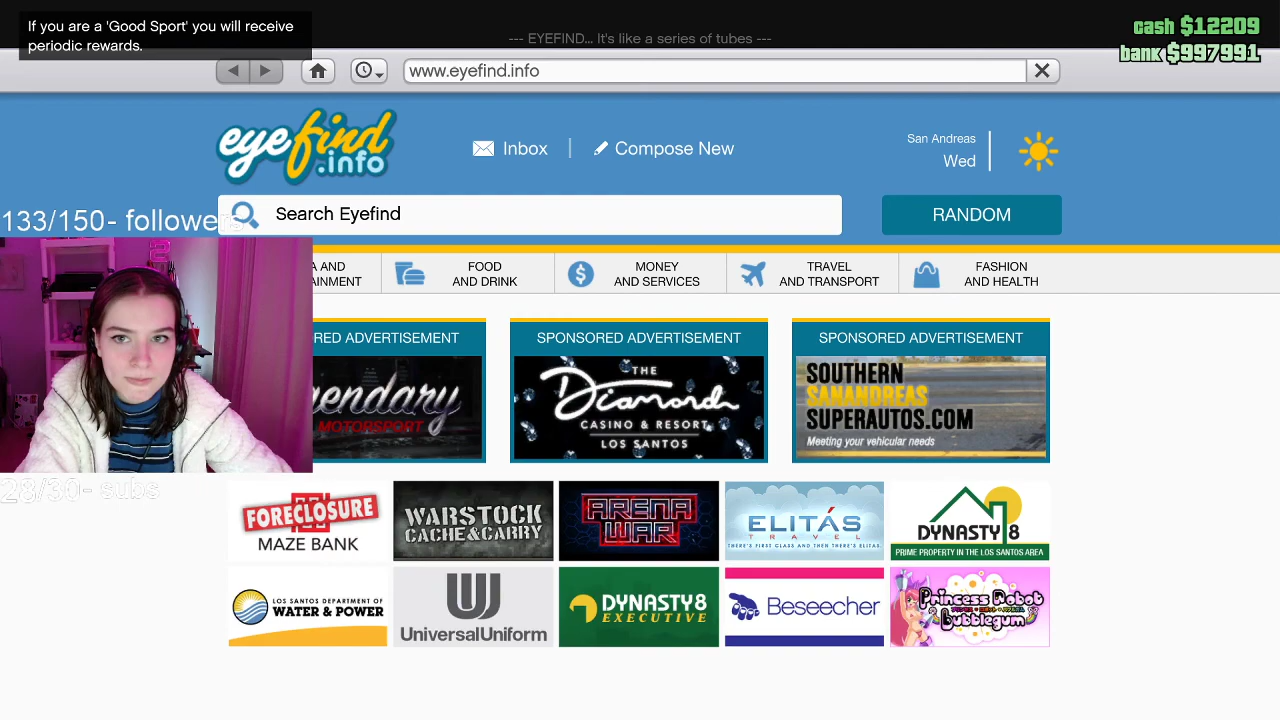 If you are a 'Good Sport' you will receive
periodic rewards.
--- EYEFIND... It's like a series of tubes ---
cash $12209
bank $997991
www.eyefind.info
eyefind
.info
Inbox
Compose New
San Andreas
Wed
133/150- followers
Search Eyefind
RANDOM
A AND
AINMENT
FOOD
AND DRINK
MONEY
AND SERVICES
TRAVEL
AND TRANSPORT
FASHION
AND HEALTH
RED ADVERTISEMENT
SPONSORED ADVERTISEMENT
SPONSORED ADVERTISEMENT
gendary
MOTORSPORT
THE
Diamond
CASINO & RESORT
LOS SANTOS
SOUTHERN
SANANDREAS
SUPERAUTOS.COM
Meeting your vehicular needs
28/30- subs
FORECLOSURE
MAZE BANK
WARSTOCK
CACHE & CARRY
ARENA
WAR
ELITÁS
TRAVEL
THERE'S FIRST CLASS AND THEN THERE'S ELITAS
DYNASTY 8
PRIME PROPERTY IN THE LOS SANTOS AREA
LOS SANTOS DEPARTMENT OF
WATER & POWER
UniversalUniform
DYNASTY 8
EXECUTIVE
Beseecher
Princess Robot
Bubblegum